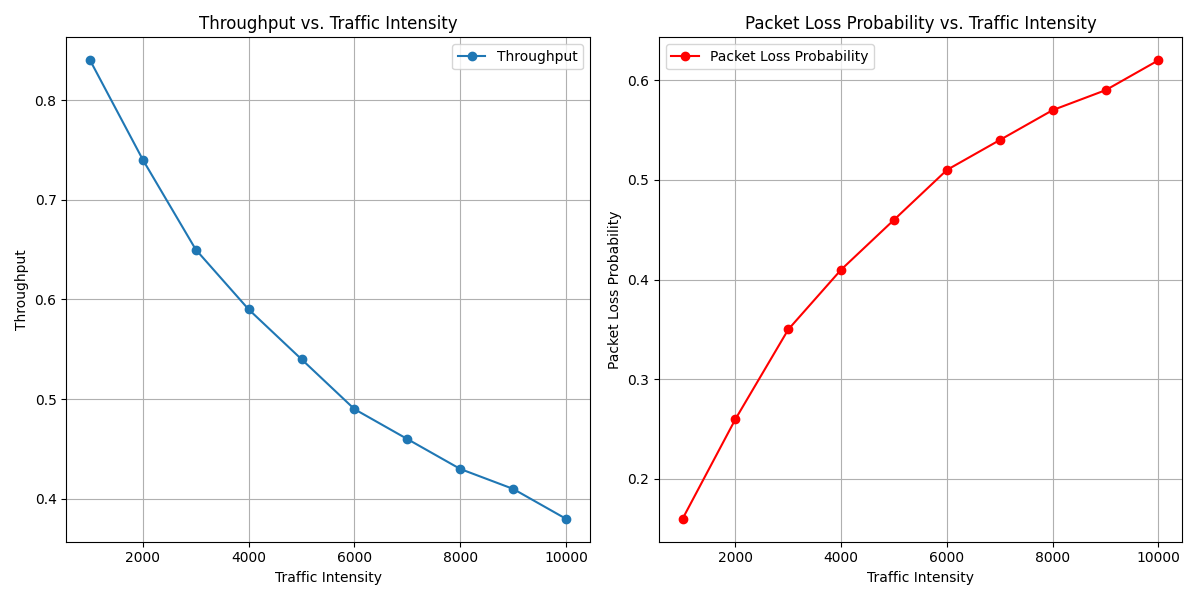 Throughput vs. Traffic Intensity
Throughput
0.8
0.7
0.6
0.5
0.4
Throughput
2000 4000 6000 8000 10000
Traffic Intensity
Packet Loss Probability vs. Traffic Intensity
Packet Loss Probability
0.6
0.5
0.4
0.3
0.2
Packet Loss Probability
2000 4000 6000 8000 10000
Traffic Intensity